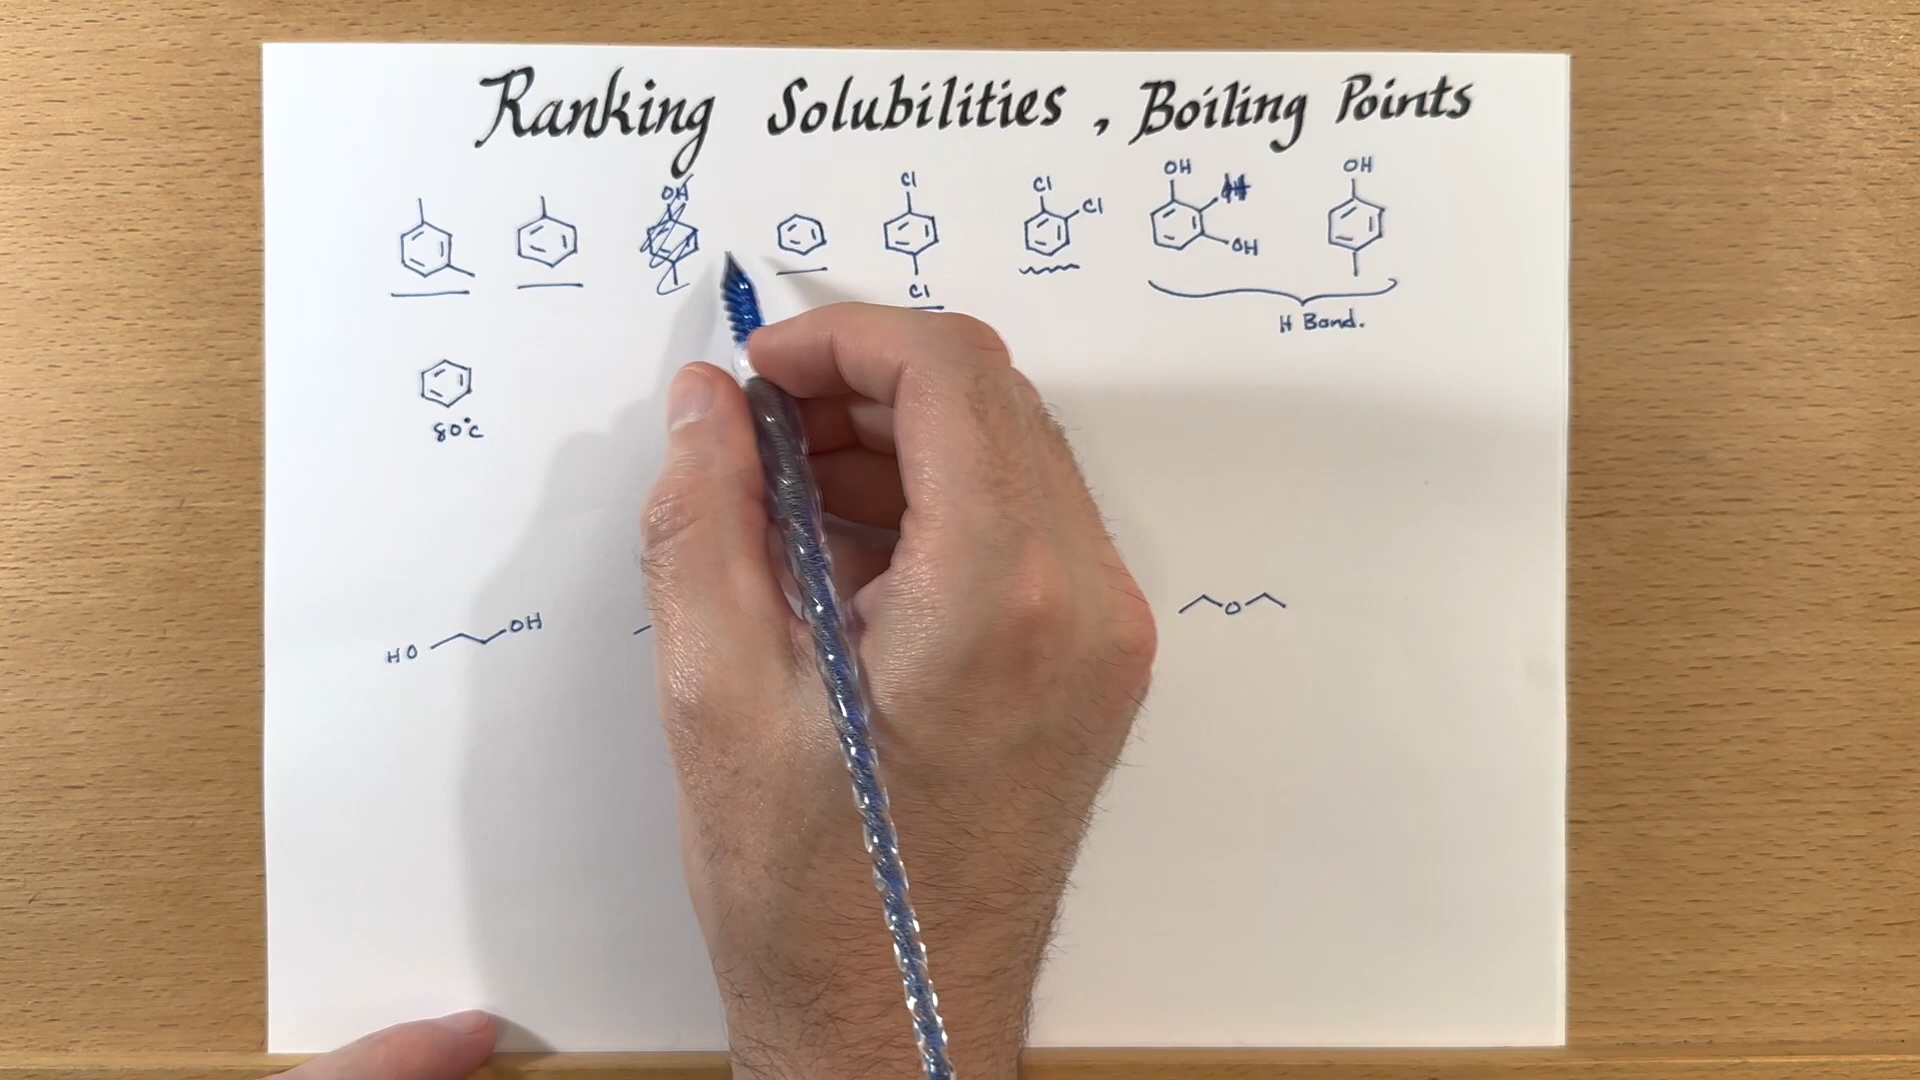 Ranking Solubilities, Boiling Points
OH Cl Cl Cl OH OH OH
Cl
H Bond.
80°C
HO OH O